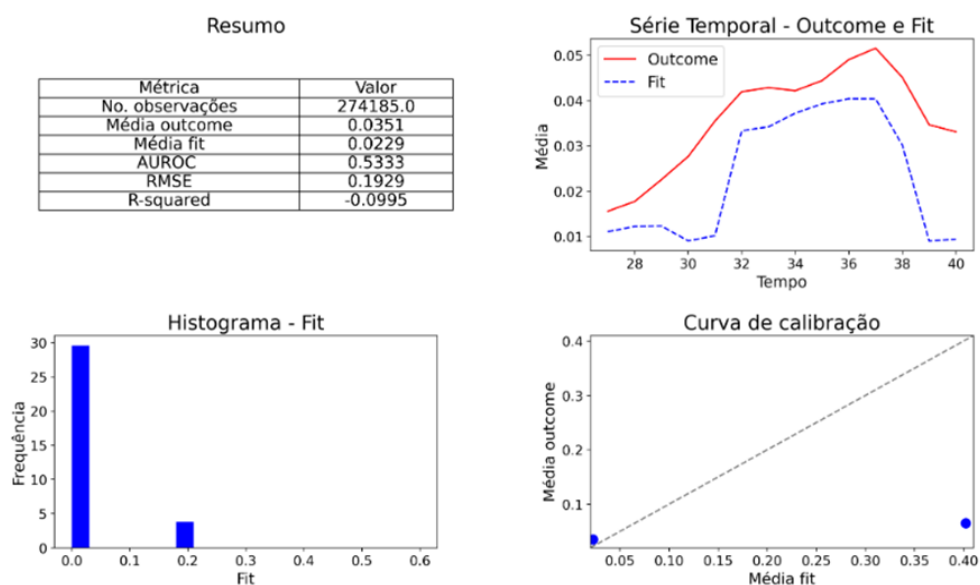 Resumo
Métrica Valor
No. observações 274185.0
Média outcome 0.0351
Média fit 0.0229
AUROC 0.5333
RMSE 0.1929
R-squared -0.0995
Série Temporal - Outcome e Fit
Outcome
Fit
Média
0.05
0.04
0.03
0.02
0.01
28 30 32 34 36 38 40
Tempo
Histograma - Fit
Frequência
30
25
20
15
10
5
0
0.0 0.1 0.2 0.3 0.4 0.5 0.6
Fit
Curva de calibração
Média outcome
0.4
0.3
0.2
0.1
0.05 0.10 0.15 0.20 0.25 0.30 0.35 0.40
Média fit